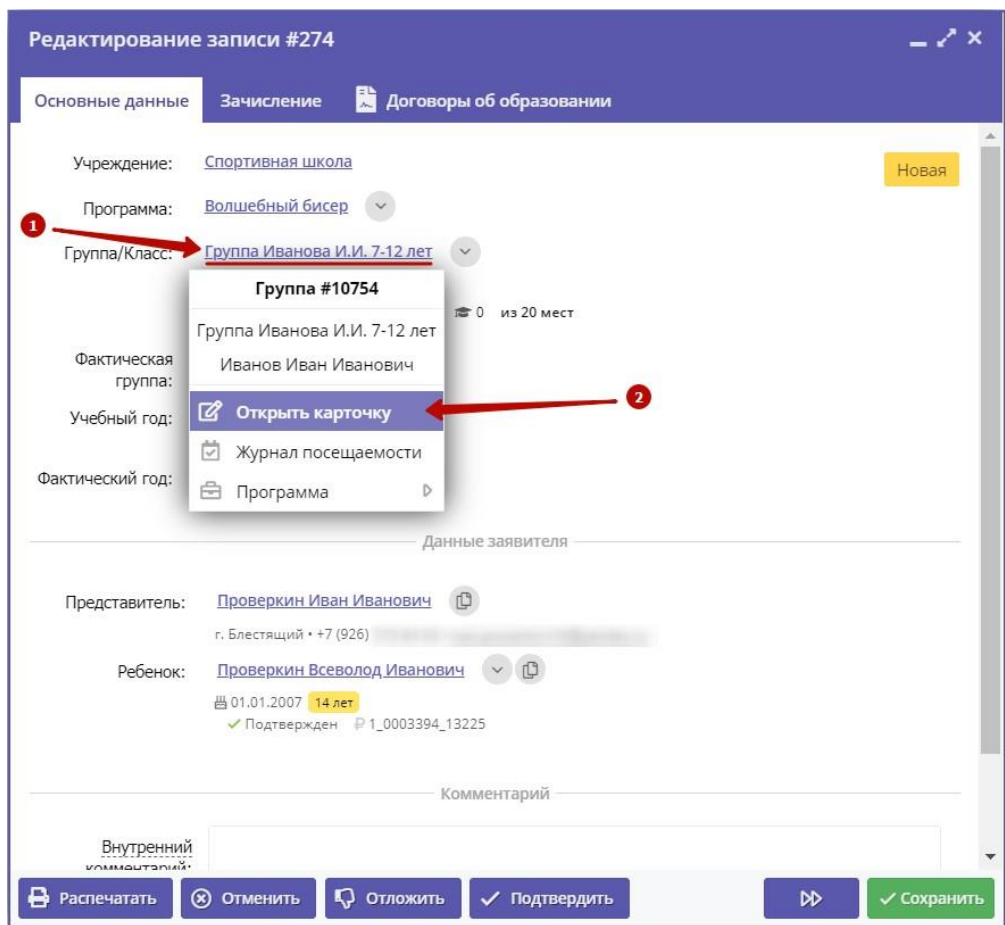 Редактирование записи #274
Основные данные Зачисление Договоры об образовании
Учреждение: Спортивная школа Новая
Программа: Волшебный бисер
1
Группа/Класс: Группа Иванова И.И. 7-12 лет
Группа #10754
0 из 20 мест
Группа Иванова И.И. 7-12 лет
Иванов Иван Иванович
Фактическая
группа:
2
Учебный год: Открыть карточку
Журнал посещаемости
Фактический год: Программа
Данные заявителя
Представитель: Проверкин Иван Иванович
г. Блестящий • +7 (926)
Ребенок: Проверкин Всеволод Иванович
01.01.2007 14 лет
Подтвержден 1_0003394_13225
Комментарий
Внутренний
комментарий:
Распечатать Отменить Отложить Подтвердить Сохранить